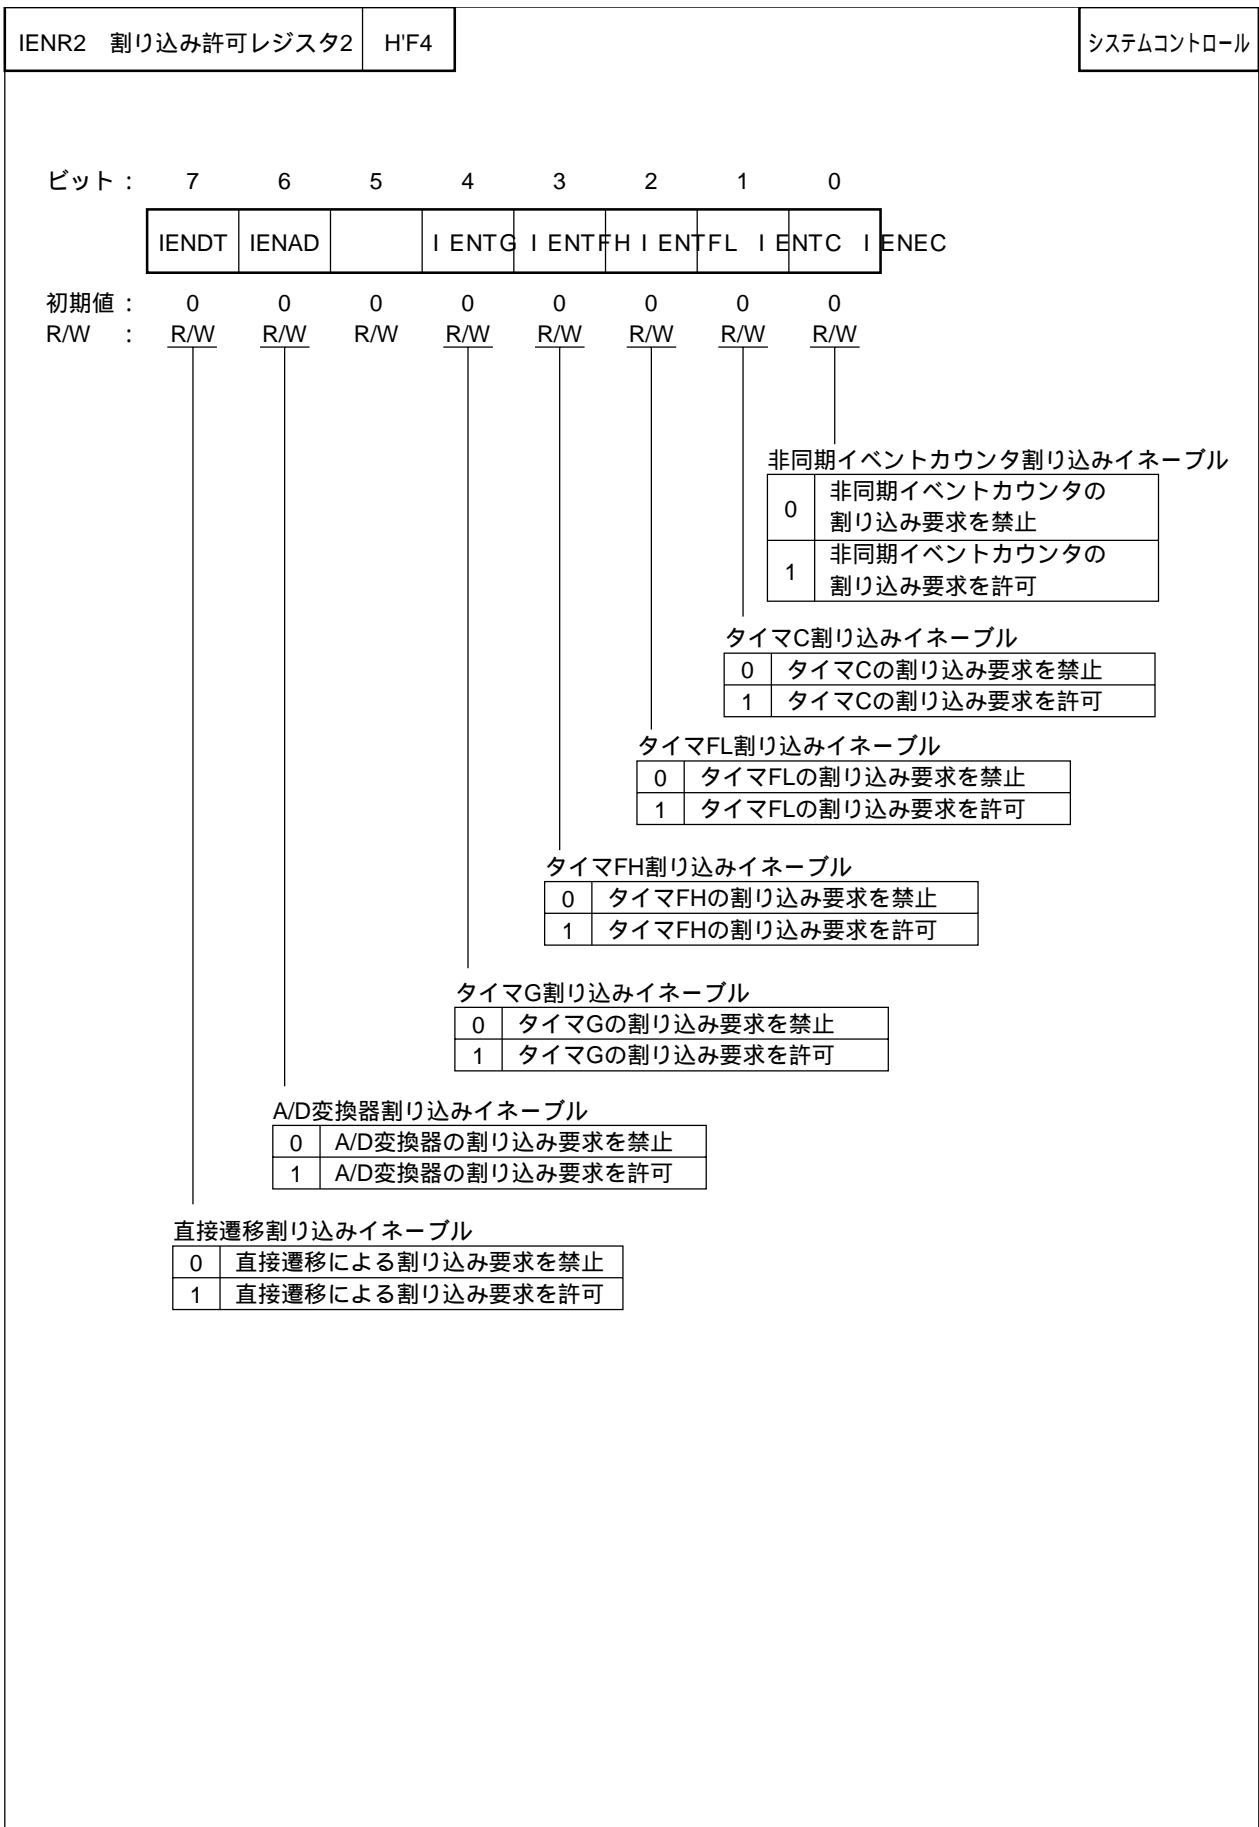 IENR2 割り込み許可レジスタ2 H'F4 システムコントロール
ビット : 7 6 5 4 3 2 1 0
IENDT IENAD IENTG IENTFH IENTFL IENTC IENEC
初期値 : 0 0 0 0 0 0 0 0
R/W : R/W R/W R/W R/W R/W R/W R/W R/W
非同期イベントカウンタ割り込みイネーブル
0 非同期イベントカウンタの
割り込み要求を禁止
1 非同期イベントカウンタの
割り込み要求を許可
タイマC割り込みイネーブル
0 タイマCの割り込み要求を禁止
1 タイマCの割り込み要求を許可
タイマFL割り込みイネーブル
0 タイマFLの割り込み要求を禁止
1 タイマFLの割り込み要求を許可
タイマFH割り込みイネーブル
0 タイマFHの割り込み要求を禁止
1 タイマFHの割り込み要求を許可
タイマG割り込みイネーブル
0 タイマGの割り込み要求を禁止
1 タイマGの割り込み要求を許可
A/D変換器割り込みイネーブル
0 A/D変換器の割り込み要求を禁止
1 A/D変換器の割り込み要求を許可
直接遷移割り込みイネーブル
0 直接遷移による割り込み要求を禁止
1 直接遷移による割り込み要求を許可